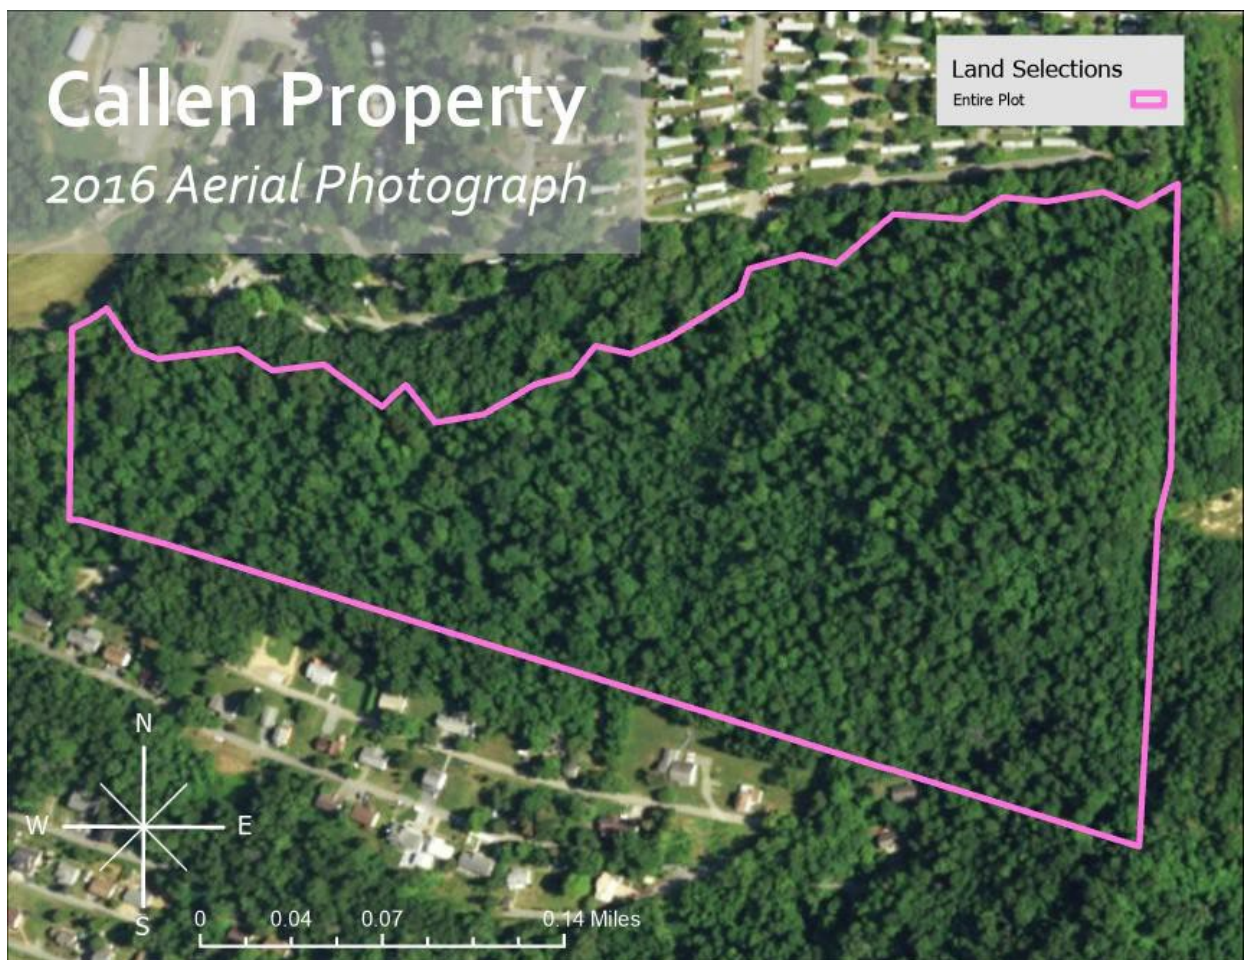 Callen Property
2016 Aerial Photograph
Land Selections
Entire Plot
N
W E
S
0 0.04 0.07 0.14 Miles